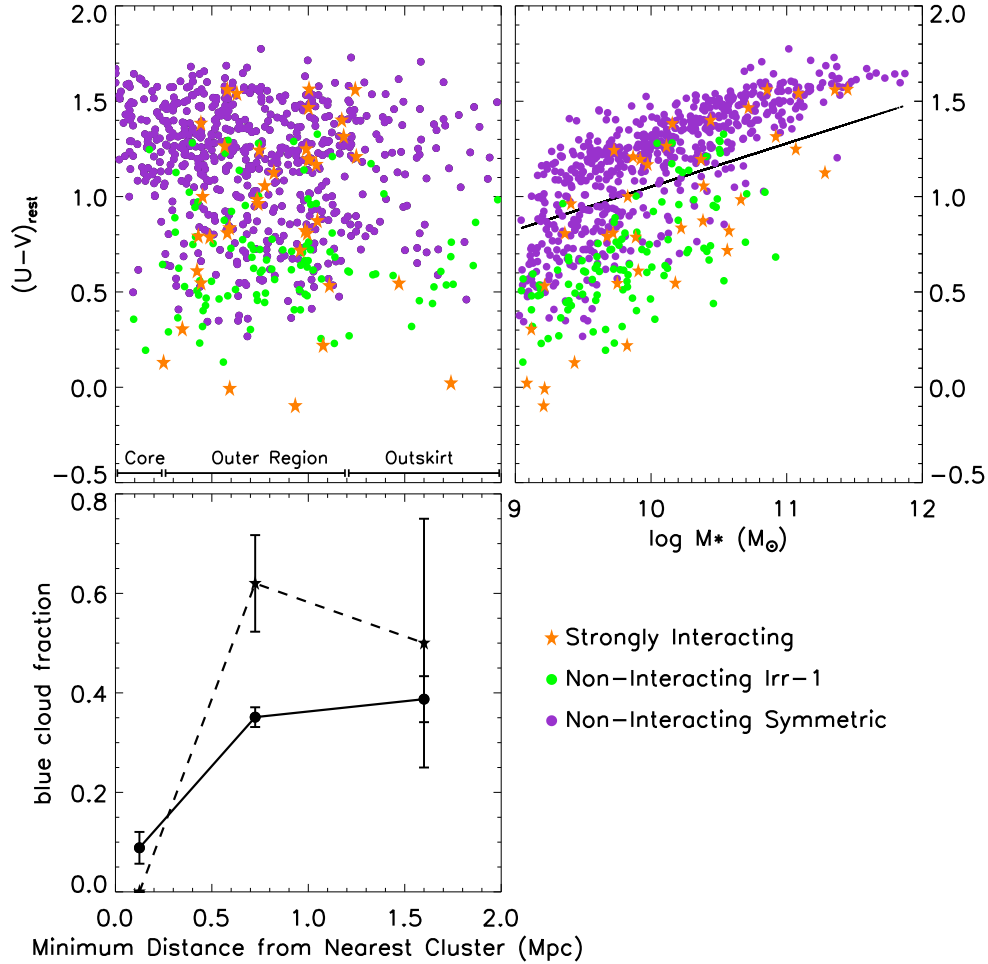 2.0
1.5
1.0
0.5
0.0
−0.5
(U−V)rest
Core
Outer Region
Outskirt
2.0
1.5
1.0
0.5
0.0
−0.5
9
10
11
12
log M* (M⊙)
0.8
0.6
0.4
0.2
0.0
blue cloud fraction
0.0
0.5
1.0
1.5
2.0
Minimum Distance from Nearest Cluster (Mpc)
Strongly Interacting
Non−Interacting Irr−1
Non−Interacting Symmetric